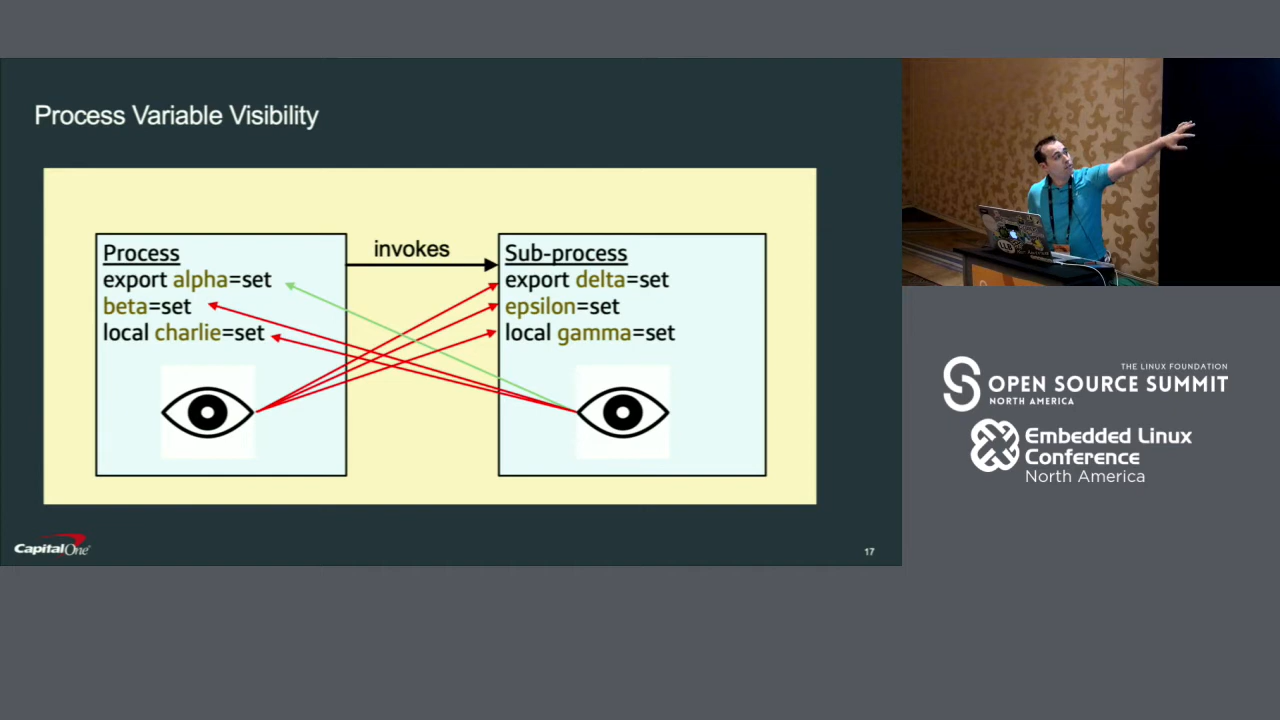 Process Variable Visibility
Process
export alpha=set
beta=set
local charlie=set
invokes
Sub-process
export delta=set
epsilon=set
local gamma=set
CapitalOne
17
THE LINUX FOUNDATION
OPEN SOURCE SUMMIT
NORTH AMERICA
Embedded Linux
Conference
North America